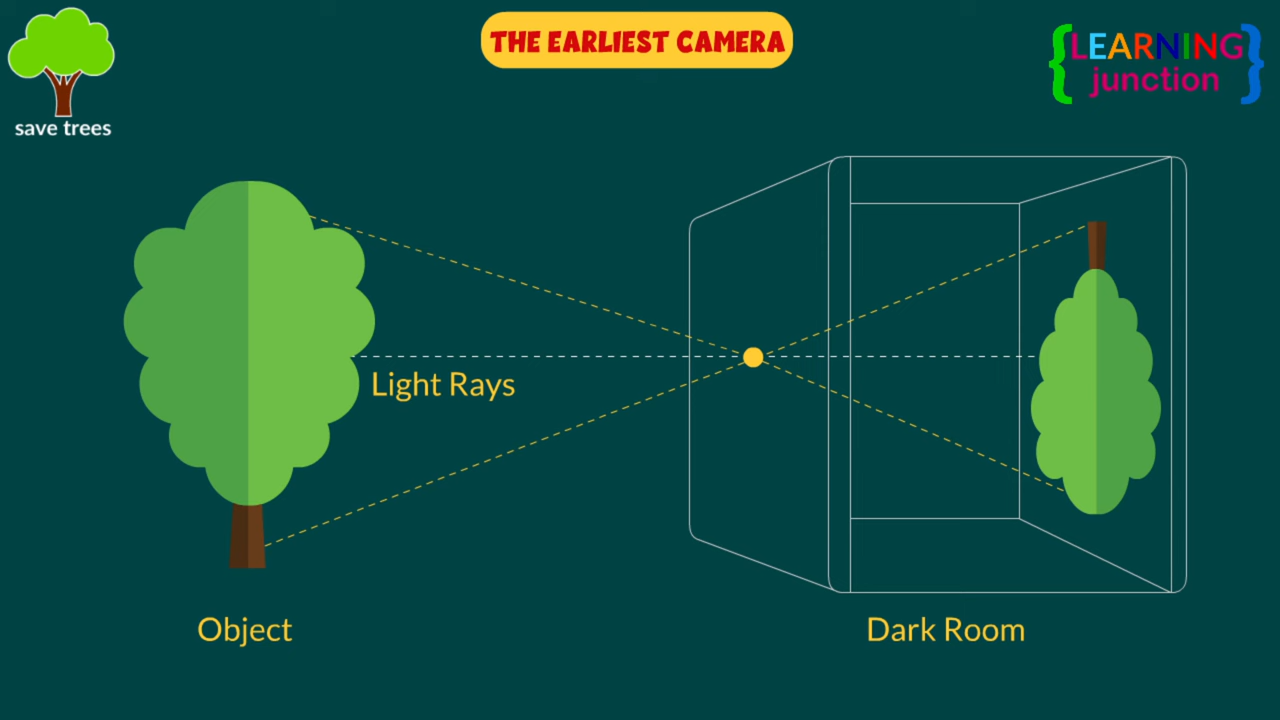 THE EARLIEST CAMERA
{LEARNING
junction}
save trees
Light Rays
Object
Dark Room